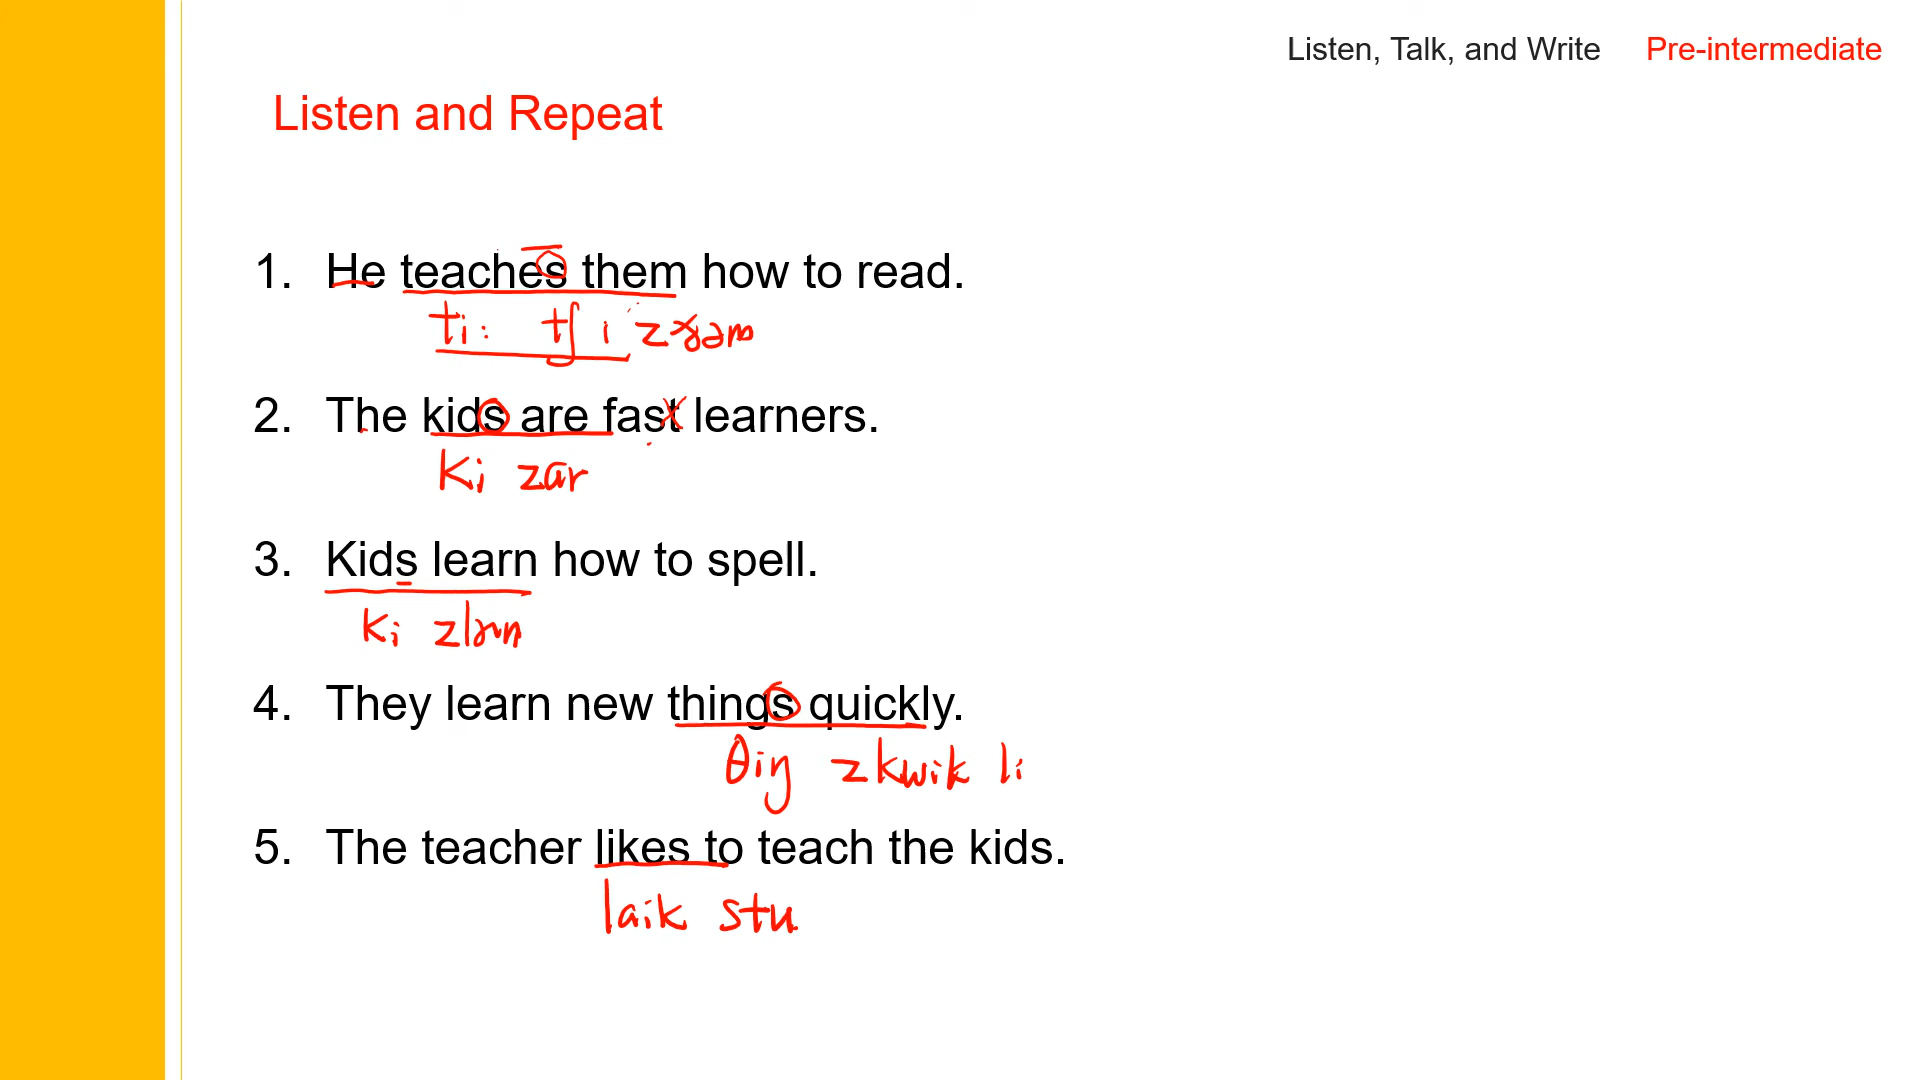 Listen, Talk, and Write Pre-intermediate
Listen and Repeat
1. He teaches them how to read.
ti: tʃ i z ðəm
2. The kids are fast learners.
Ki zar
3. Kids learn how to spell.
Ki zlərn
4. They learn new things quickly.
θiŋ zkwik li
5. The teacher likes to teach the kids.
laik stu